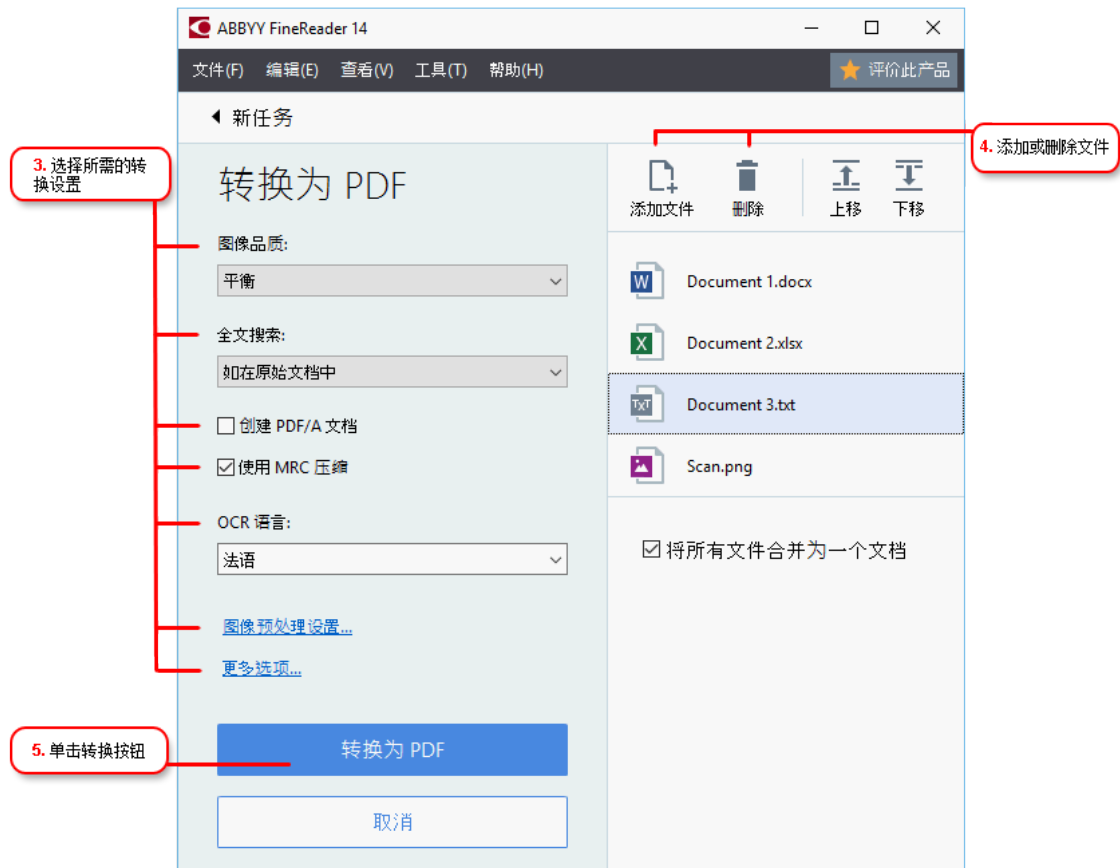 ABBYY FineReader 14
文件(F) 编辑(E) 查看(V) 工具(T) 帮助(H) 评价此产品
新任务
3. 选择所需的转
换设置
4. 添加或删除文件
转换为 PDF
图像品质:
平衡
全文搜索:
如在原始文档中
创建 PDF/A 文档
使用 MRC 压缩
OCR 语言:
法语
图像预处理设置...
更多选项...
5. 单击转换按钮
转换为 PDF
取消
添加文件 删除 上移 下移
W Document 1.docx
X Document 2.xlsx
TXT Document 3.txt
Scan.png
将所有文件合并为一个文档